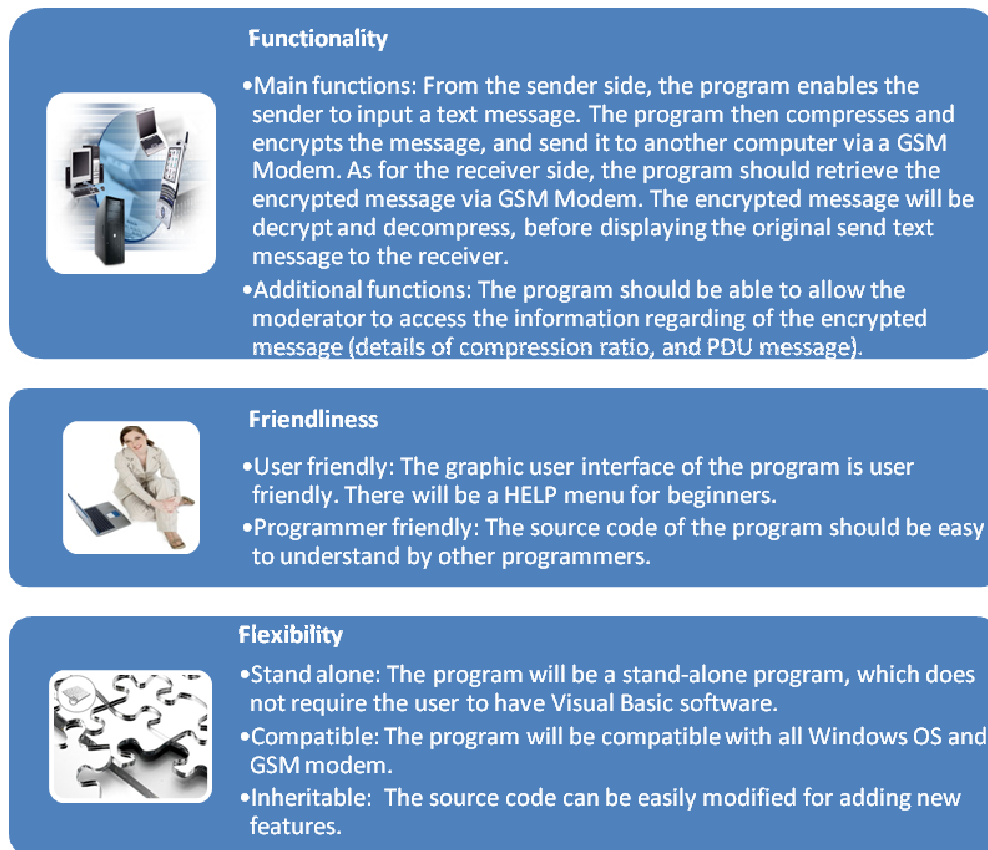 Functionality
•Main functions: From the sender side, the program enables the
sender to input a text message. The program then compresses and
encrypts the message, and send it to another computer via a GSM
Modem. As for the receiver side, the program should retrieve the
encrypted message via GSM Modem. The encrypted message will be
decrypt and decompress, before displaying the original send text
message to the receiver.
•Additional functions: The program should be able to allow the
moderator to access the information regarding of the encrypted
message (details of compression ratio, and PDU message).
Friendliness
•User friendly: The graphic user interface of the program is user
friendly. There will be a HELP menu for beginners.
•Programmer friendly: The source code of the program should be easy
to understand by other programmers.
Flexibility
•Stand alone: The program will be a stand-alone program, which does
not require the user to have Visual Basic software.
•Compatible: The program will be compatible with all Windows OS and
GSM modem.
•Inheritable:  The source code can be easily modified for adding new
features.